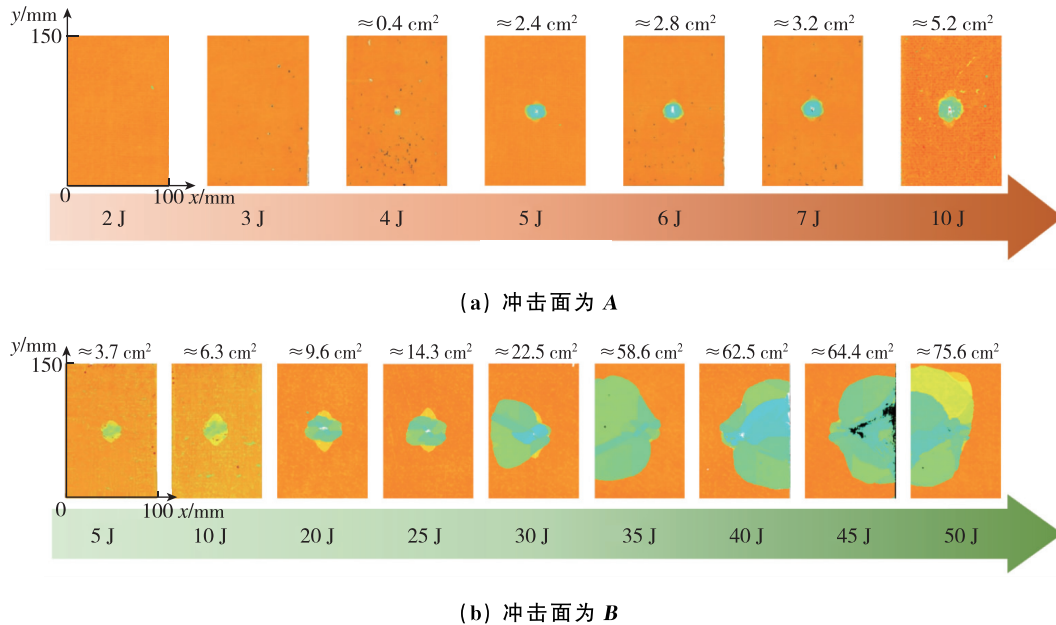 y/mm
150
≈0.4 cm²
≈2.4 cm²
≈2.8 cm²
≈3.2 cm²
≈5.2 cm²
0
100 x/mm
2 J
3 J
4 J
5 J
6 J
7 J
10 J
(a) 冲击面为 A
y/mm
150
≈3.7 cm²
≈6.3 cm²
≈9.6 cm²
≈14.3 cm²
≈22.5 cm²
≈58.6 cm²
≈62.5 cm²
≈64.4 cm²
≈75.6 cm²
0
100 x/mm
5 J
10 J
20 J
25 J
30 J
35 J
40 J
45 J
50 J
(b) 冲击面为 B